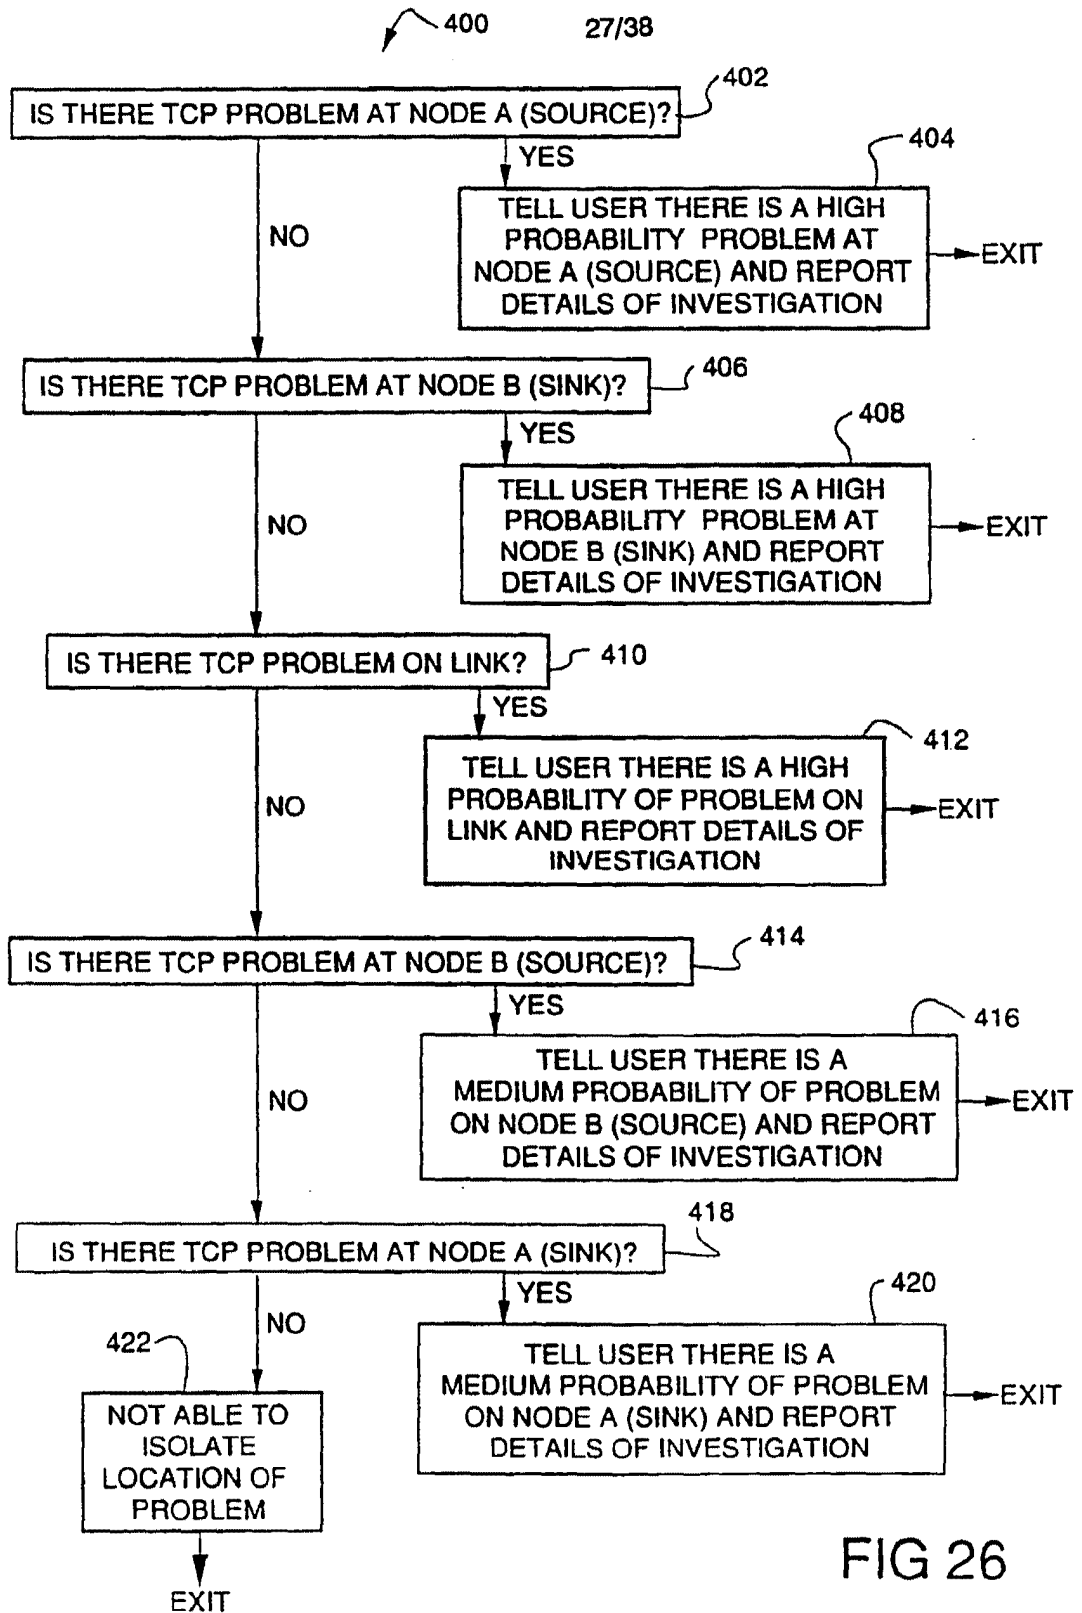 400
27/38
402
IS THERE TCP PROBLEM AT NODE A (SOURCE)?
YES
404
TELL USER THERE IS A HIGH
PROBABILITY PROBLEM AT
NODE A (SOURCE) AND REPORT
DETAILS OF INVESTIGATION
EXIT
NO
IS THERE TCP PROBLEM AT NODE B (SINK)?
406
YES
408
TELL USER THERE IS A HIGH
PROBABILITY PROBLEM AT
NODE B (SINK) AND REPORT
DETAILS OF INVESTIGATION
EXIT
NO
IS THERE TCP PROBLEM ON LINK?
410
YES
412
TELL USER THERE IS A HIGH
PROBABILITY OF PROBLEM ON
LINK AND REPORT DETAILS OF
INVESTIGATION
EXIT
NO
IS THERE TCP PROBLEM AT NODE B (SOURCE)?
414
YES
416
TELL USER THERE IS A
MEDIUM PROBABILITY OF PROBLEM
ON NODE B (SOURCE) AND REPORT
DETAILS OF INVESTIGATION
EXIT
NO
IS THERE TCP PROBLEM AT NODE A (SINK)?
418
YES
420
TELL USER THERE IS A
MEDIUM PROBABILITY OF PROBLEM
ON NODE A (SINK) AND REPORT
DETAILS OF INVESTIGATION
EXIT
NO
422
NOT ABLE TO
ISOLATE
LOCATION OF
PROBLEM
EXIT
FIG 26